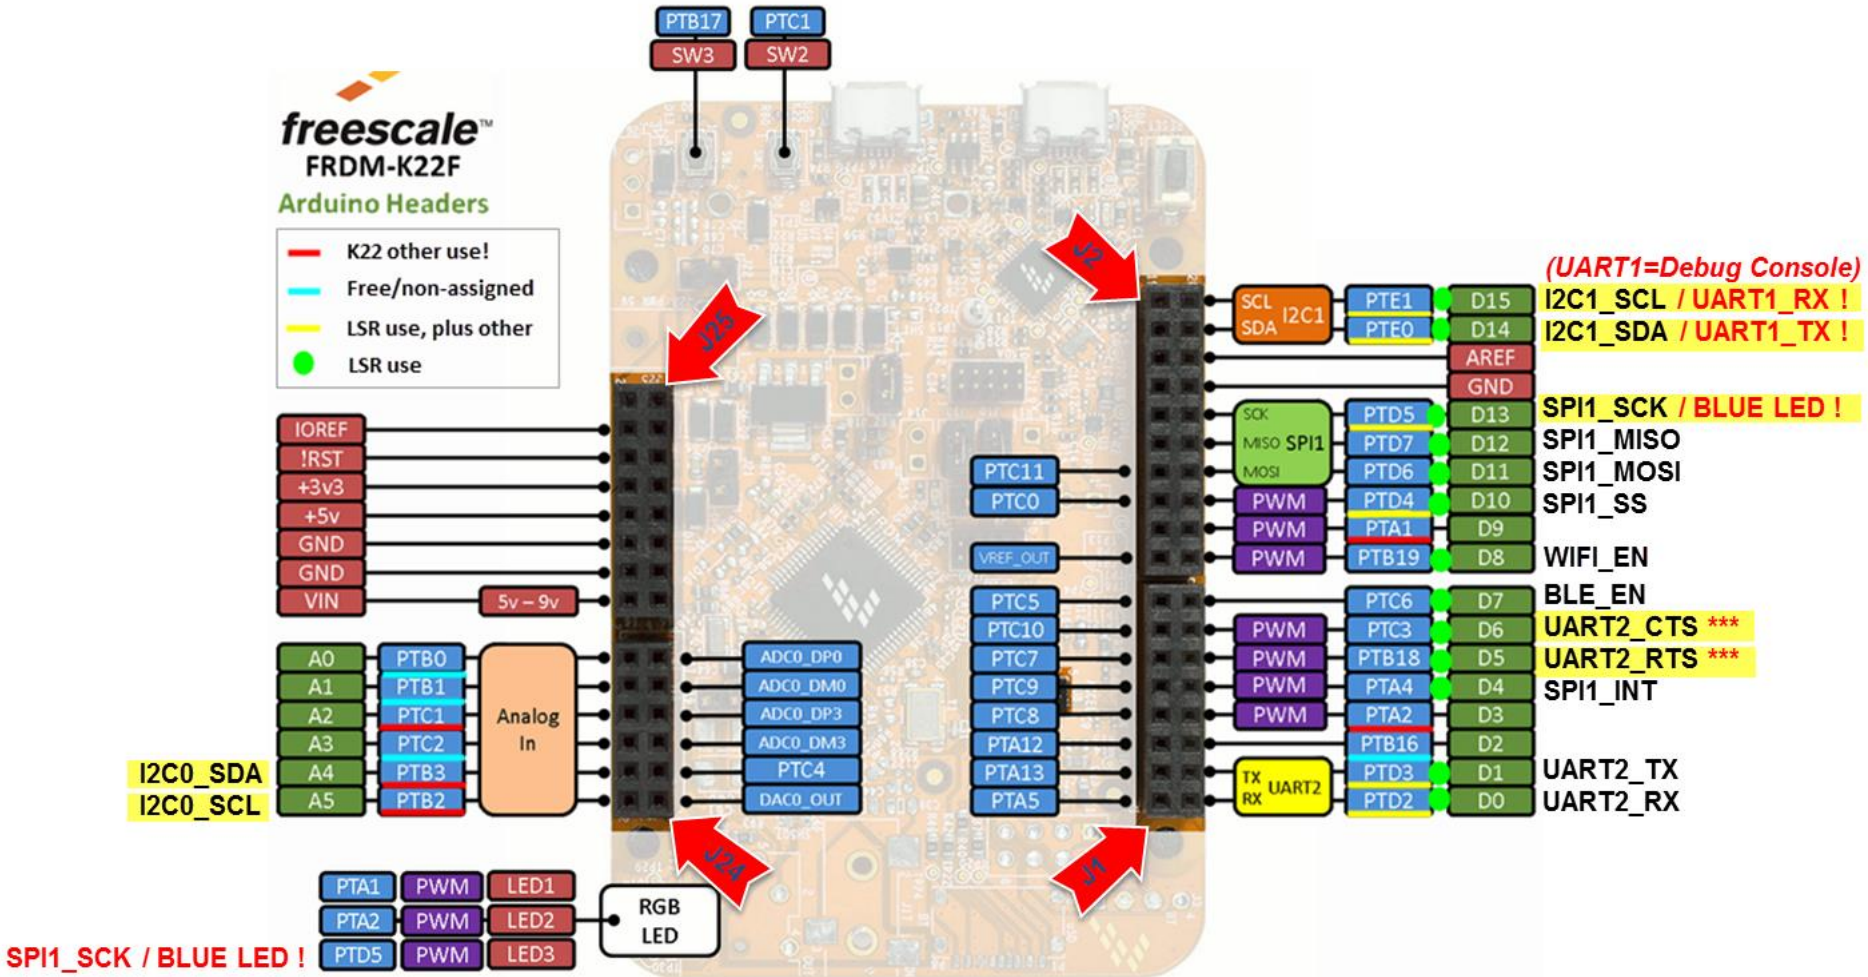 PTB17 PTC1
SW3 SW2
freescale™
FRDM-K22F
Arduino Headers
K22 other use!
Free/non-assigned
LSR use, plus other
LSR use
J25
J2
J24
J1
IOREF
!RST
+3v3
+5v
GND
GND
VIN 5v – 9v
A0 PTB0
A1 PTB1
A2 PTC1
A3 PTC2
I2C0_SDA A4 PTB3
I2C0_SCL A5 PTB2
Analog
In
ADC0_DP0
ADC0_DM0
ADC0_DP3
ADC0_DM3
PTC4
DAC0_OUT
PTC11
PTC0
VREF_OUT
PTC5
PTC10
PTC7
PTC9
PTC8
PTA12
PTA13
PTA5
(UART1=Debug Console)
SCL I2C1 PTE1 D15 I2C1_SCL / UART1_RX !
SDA PTE0 D14 I2C1_SDA / UART1_TX !
AREF
GND
SCK PTD5 D13 SPI1_SCK / BLUE LED !
MISO SPI1 PTD7 D12 SPI1_MISO
MOSI PTD6 D11 SPI1_MOSI
PWM PTD4 D10 SPI1_SS
PWM PTA1 D9
PWM PTB19 D8 WIFI_EN
PTC6 D7 BLE_EN
PWM PTC3 D6 UART2_CTS ***
PWM PTB18 D5 UART2_RTS ***
PWM PTA4 D4 SPI1_INT
PWM PTA2 D3
PTB16 D2
TX UART2 PTD3 D1 UART2_TX
RX PTD2 D0 UART2_RX
PTA1 PWM LED1
PTA2 PWM LED2
SPI1_SCK / BLUE LED ! PTD5 PWM LED3
RGB
LED